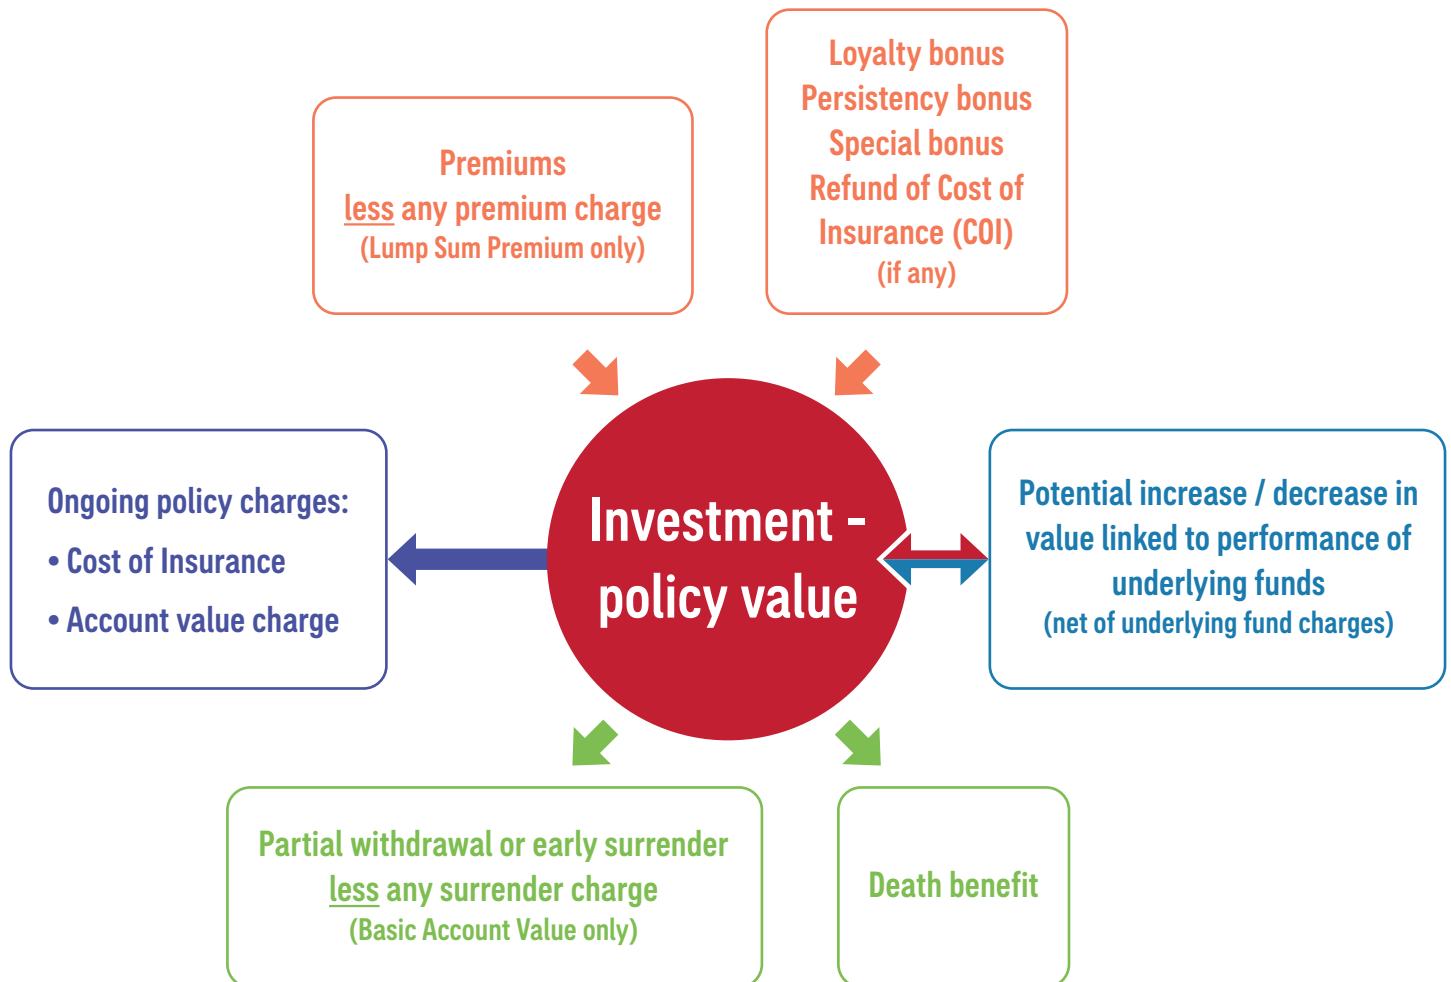 Loyalty bonus
Persistency bonus
Special bonus
Refund of Cost of
Insurance (COI)
(if any)
Premiums
less any premium charge
(Lump Sum Premium only)
Ongoing policy charges:
• Cost of Insurance
• Account value charge
Investment -
policy value
Potential increase / decrease in
value linked to performance of
underlying funds
(net of underlying fund charges)
Partial withdrawal or early surrender
less any surrender charge
(Basic Account Value only)
Death benefit